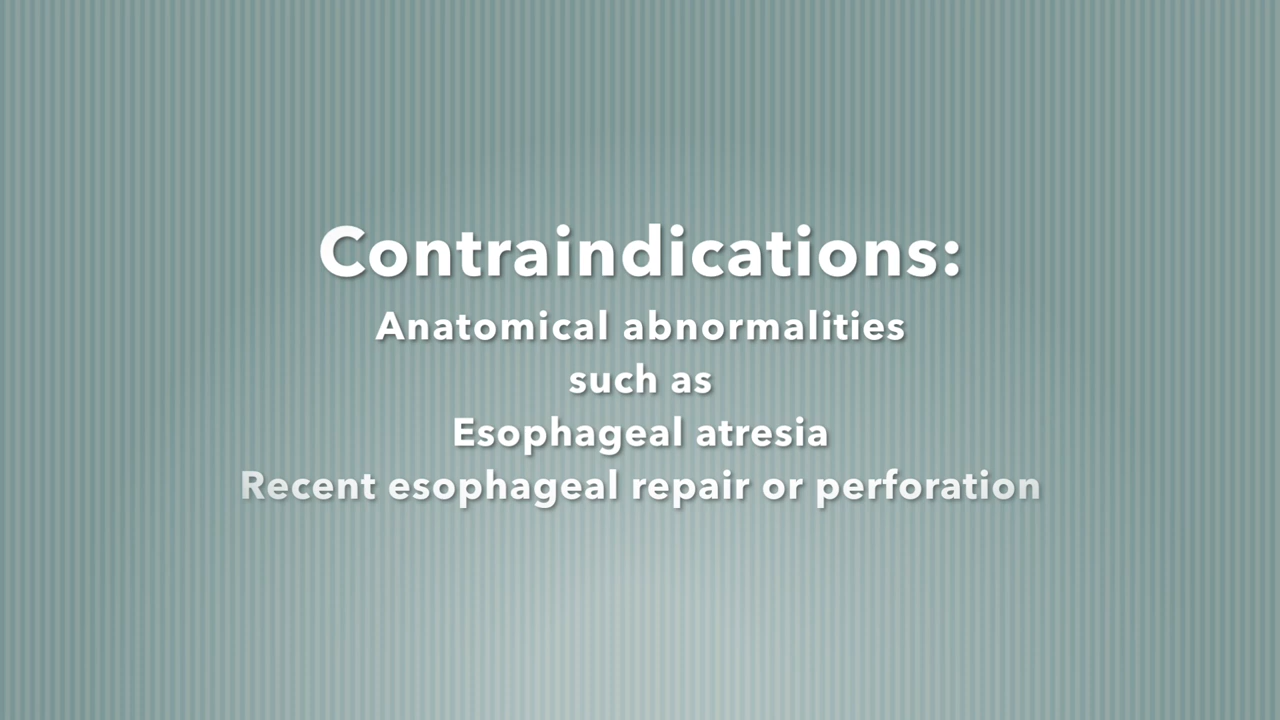 Contraindications:
Anatomical abnormalities
such as
Esophageal atresia
Recent esophageal repair or perforation